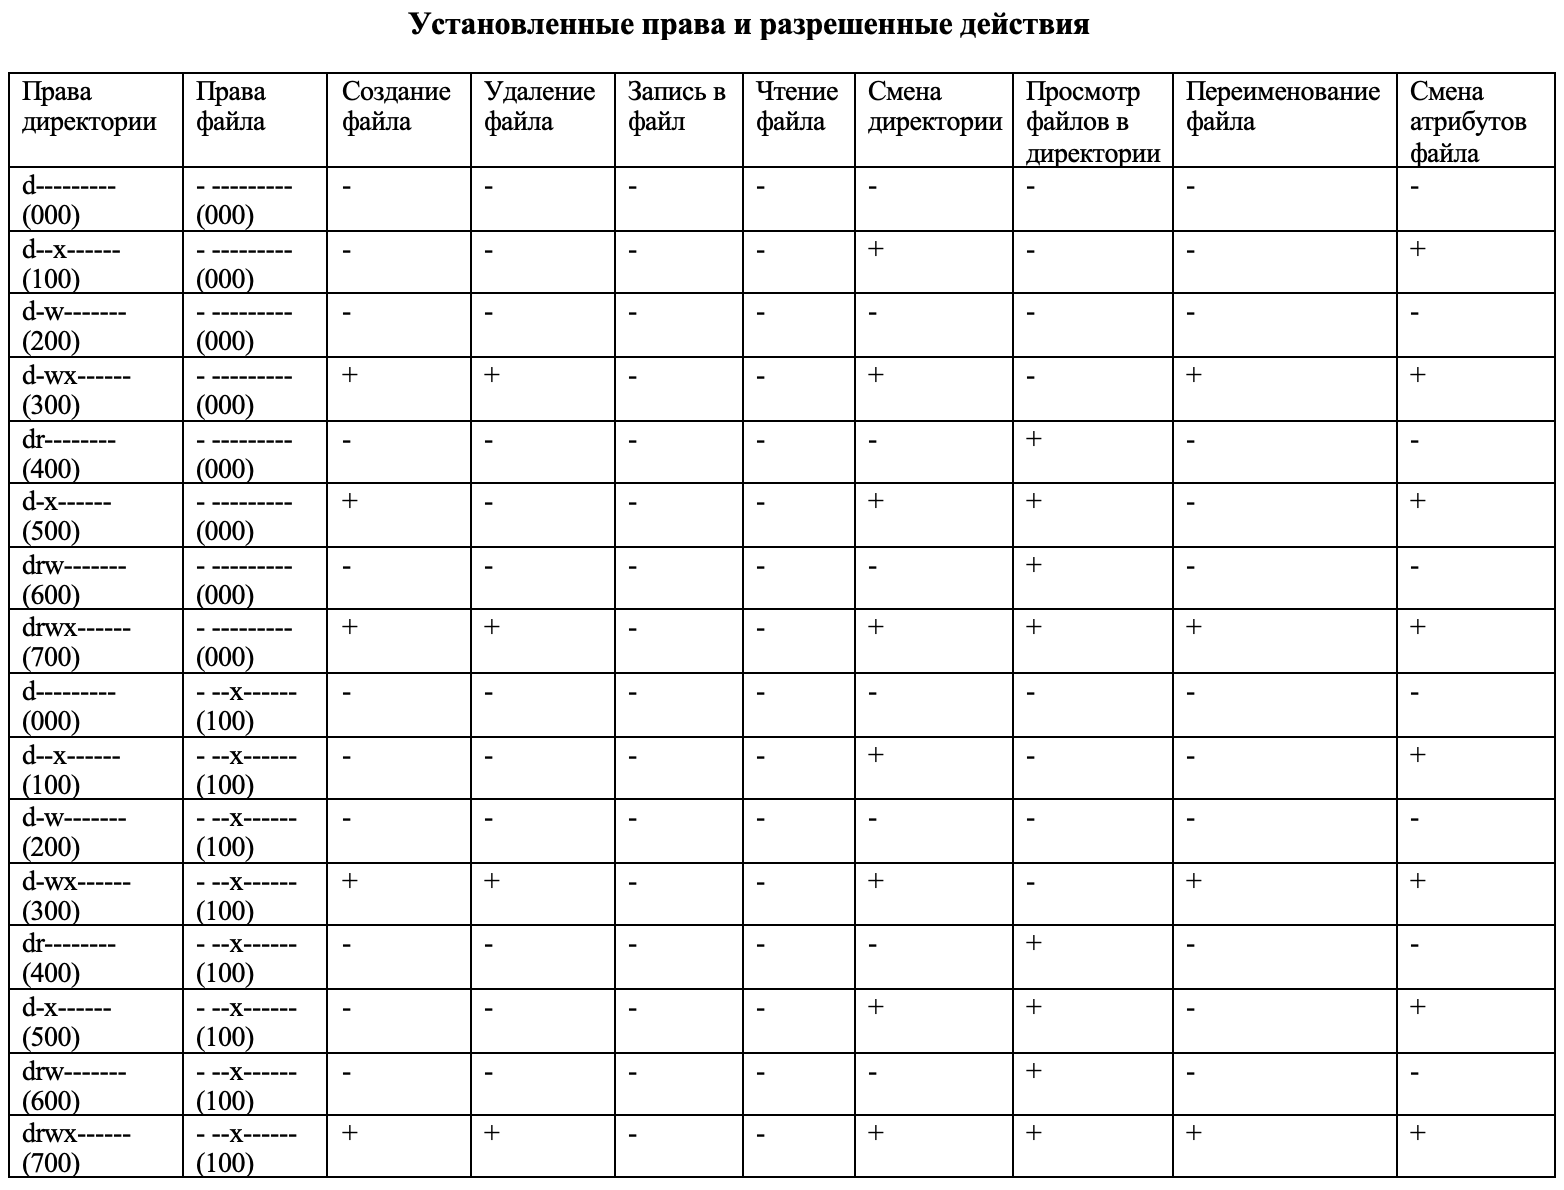 Установленные права и разрешенные действия
Права директории | Права файла | Создание файла | Удаление файла | Запись в файл | Чтение файла | Смена директории | Просмотр файлов в директории | Переименование файла | Смена атрибутов файла
d--------- (000) | - --------- (000) | - | - | - | - | - | - | - | -
d--x------ (100) | - --------- (000) | - | - | - | - | + | - | - | +
d-w------- (200) | - --------- (000) | - | - | - | - | - | - | - | -
d-wx------ (300) | - --------- (000) | + | + | - | - | + | - | + | +
dr-------- (400) | - --------- (000) | - | - | - | - | - | + | - | -
d-x------ (500) | - --------- (000) | + | - | - | - | + | + | - | +
drw------- (600) | - --------- (000) | - | - | - | - | - | + | - | -
drwx------ (700) | - --------- (000) | + | + | - | - | + | + | + | +
d--------- (000) | - --x------ (100) | - | - | - | - | - | - | - | -
d--x------ (100) | - --x------ (100) | - | - | - | - | + | - | - | +
d-w------- (200) | - --x------ (100) | - | - | - | - | - | - | - | -
d-wx------ (300) | - --x------ (100) | + | + | - | - | + | - | + | +
dr-------- (400) | - --x------ (100) | - | - | - | - | - | + | - | -
d-x------ (500) | - --x------ (100) | - | - | - | - | + | + | - | +
drw------- (600) | - --x------ (100) | - | - | - | - | - | + | - | -
drwx------ (700) | - --x------ (100) | + | + | - | - | + | + | + | +